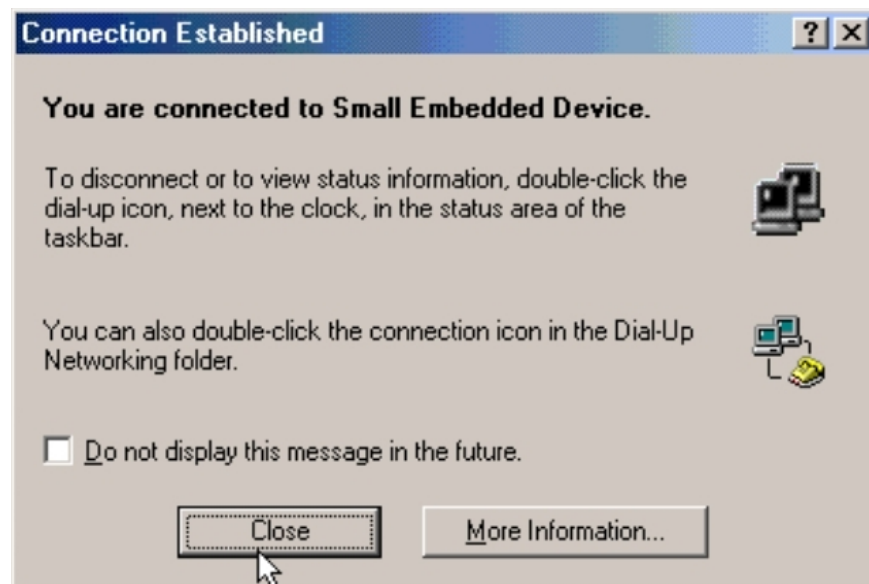 Connection Established
You are connected to Small Embedded Device.
To disconnect or to view status information, double-click the
dial-up icon, next to the clock, in the status area of the
taskbar.
You can also double-click the connection icon in the Dial-Up
Networking folder.
Do not display this message in the future.
Close
More Information...